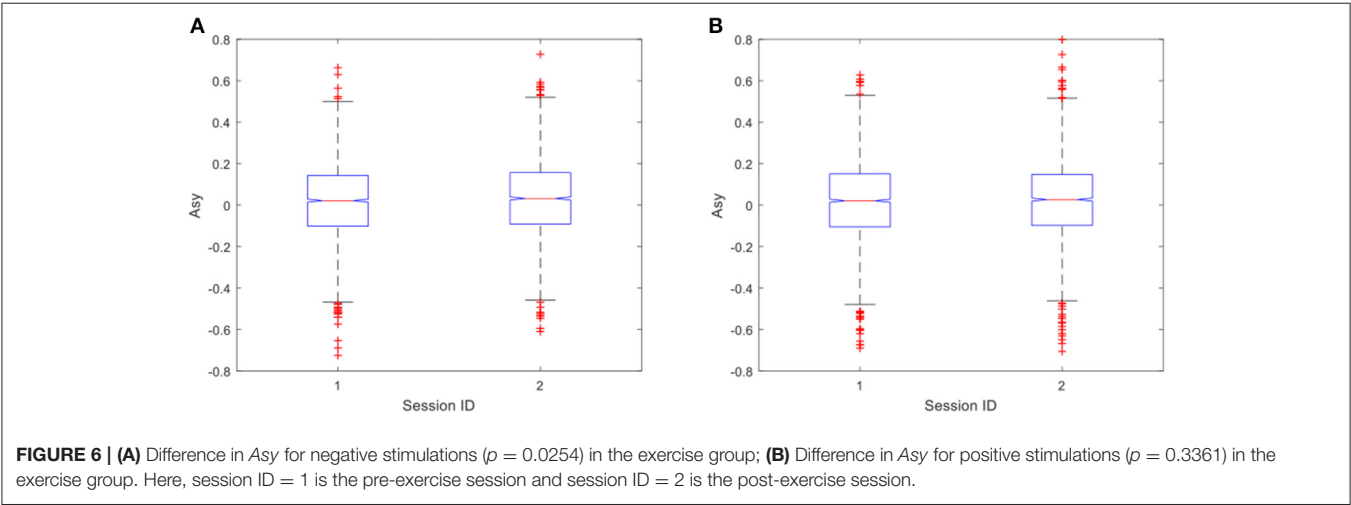 A
0.8
0.6
0.4
0.2
0
-0.2
-0.4
-0.6
-0.8
Asy
1
2
Session ID
B
0.8
0.6
0.4
0.2
0
-0.2
-0.4
-0.6
-0.8
Asy
1
2
Session ID
FIGURE 6 | (A) Difference in Asy for negative stimulations (p = 0.0254) in the exercise group; (B) Difference in Asy for positive stimulations (p = 0.3361) in the
exercise group. Here, session ID = 1 is the pre-exercise session and session ID = 2 is the post-exercise session.